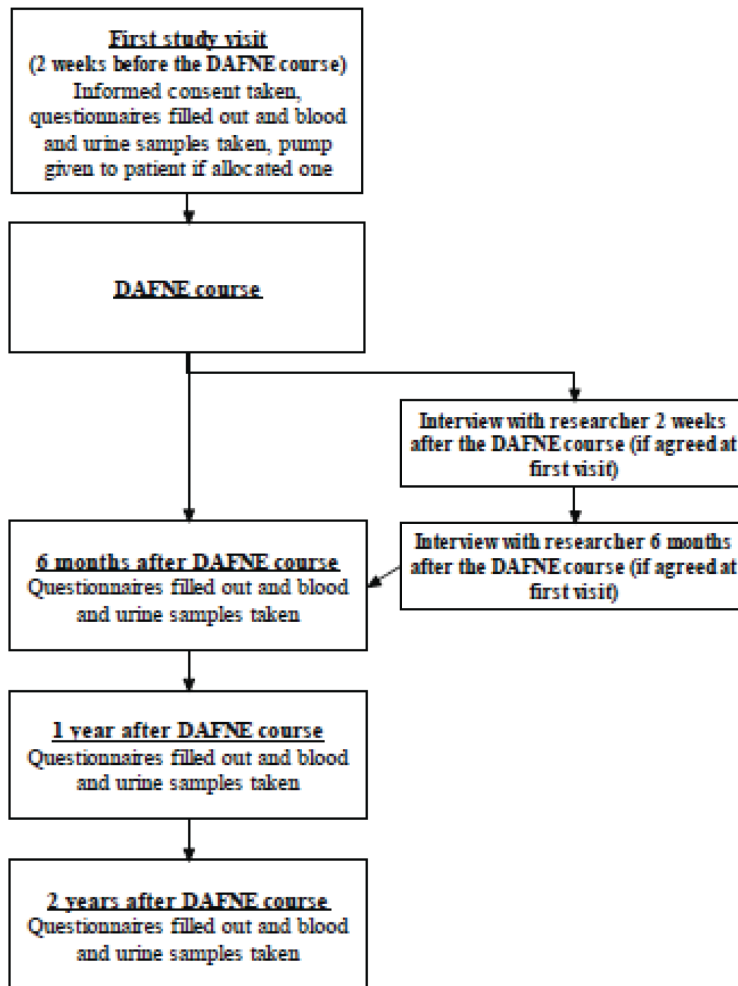 First study visit
(2 weeks before the DAFNE course)
Informed consent taken,
questionnaires filled out and blood
and urine samples taken, pump
given to patient if allocated one
DAFNE course
Interview with researcher 2 weeks
after the DAFNE course (if agreed at
first visit)
Interview with researcher 6 months
after the DAFNE course (if agreed at
first visit)
6 months after DAFNE course
Questionnaires filled out and blood
and urine samples taken
1 year after DAFNE course
Questionnaires filled out and blood
and urine samples taken
2 years after DAFNE course
Questionnaires filled out and blood
and urine samples taken